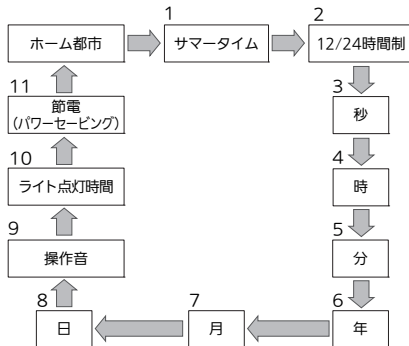 1
2
ホーム都市
サマータイム
12/24時間制
11
3
節電
(パワーセービング)
秒
10
4
ライト点灯時間
時
9
5
操作音
分
8
7
6
日
月
年